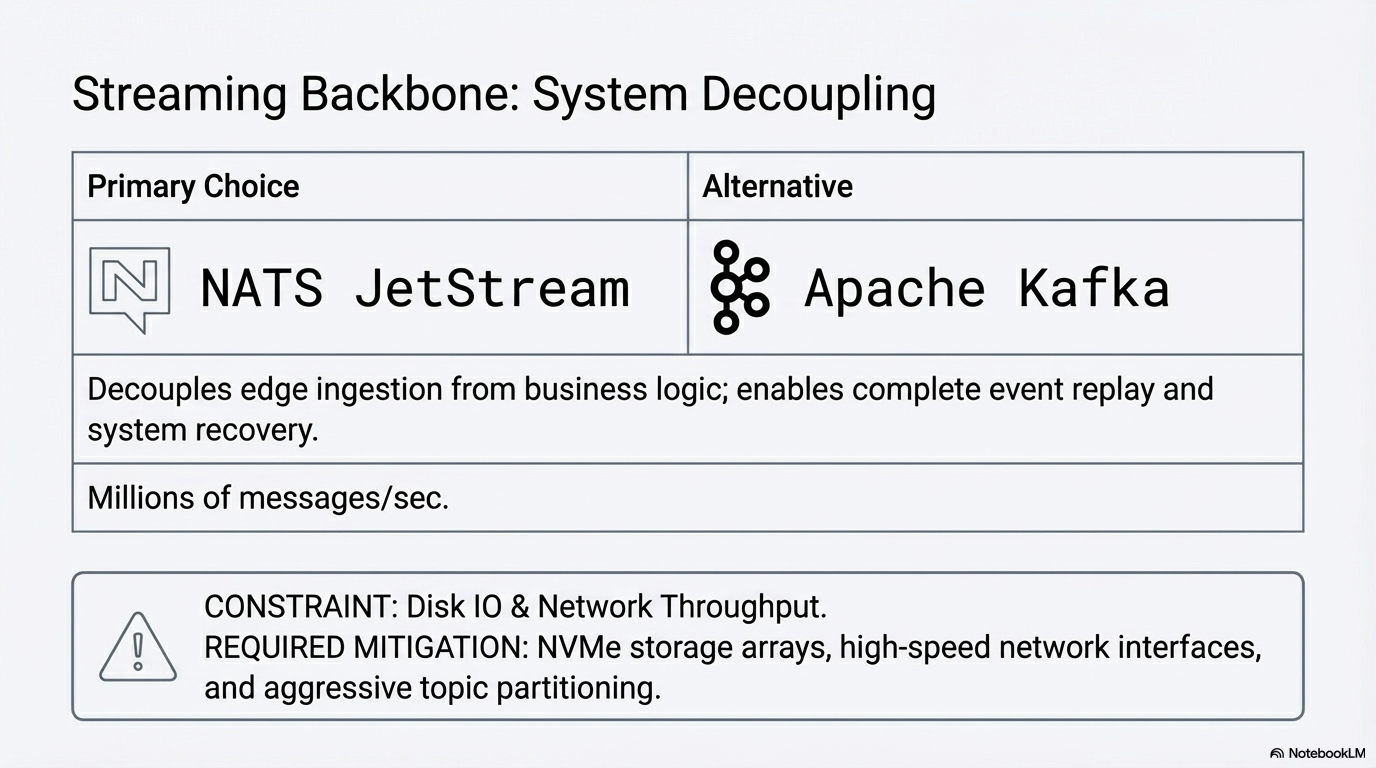 Streaming Backbone: System Decoupling
Primary Choice
Alternative
NATS JetStream
Apache Kafka
Decouples edge ingestion from business logic; enables complete event replay and
system recovery.
Millions of messages/sec.
CONSTRAINT: Disk IO & Network Throughput.
REQUIRED MITIGATION: NVMe storage arrays, high-speed network interfaces,
and aggressive topic partitioning.
NotebookLM